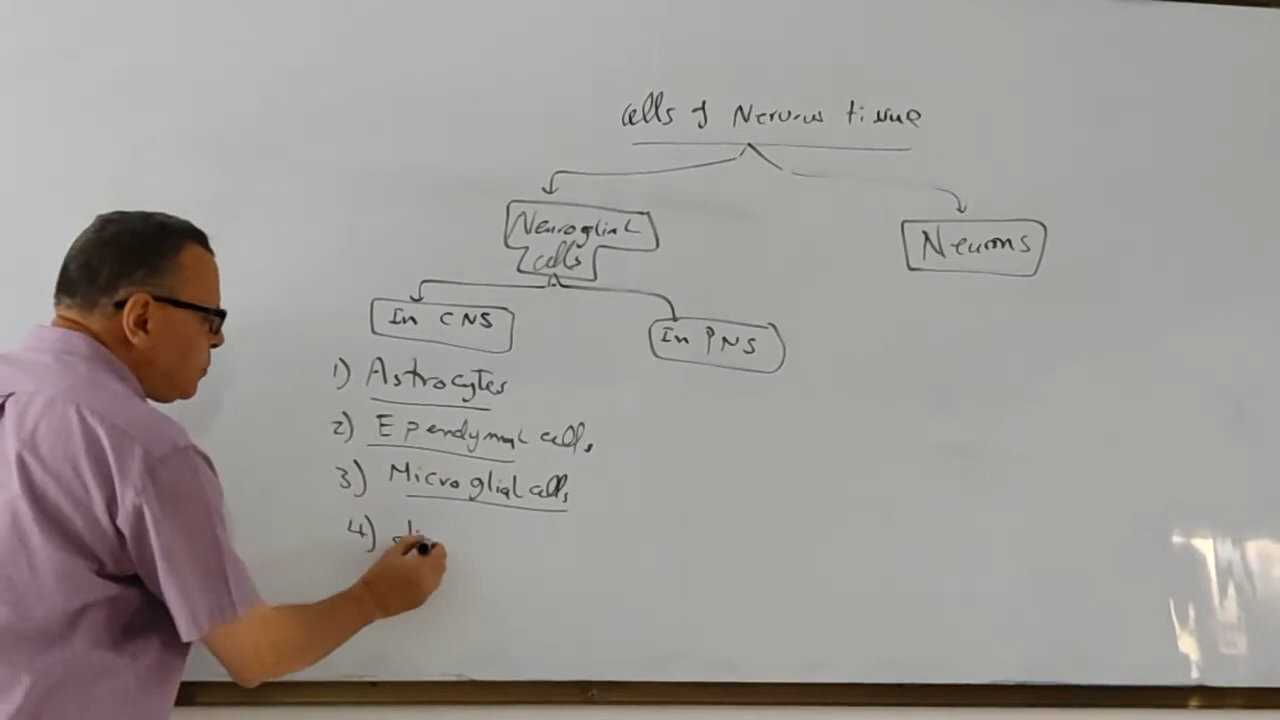 cells of Nervous tissue
Neuroglial
cells
Neurons
In CNS
In PNS
1) Astrocytes
2) Ependymal cells
3) Microglial cells
4)